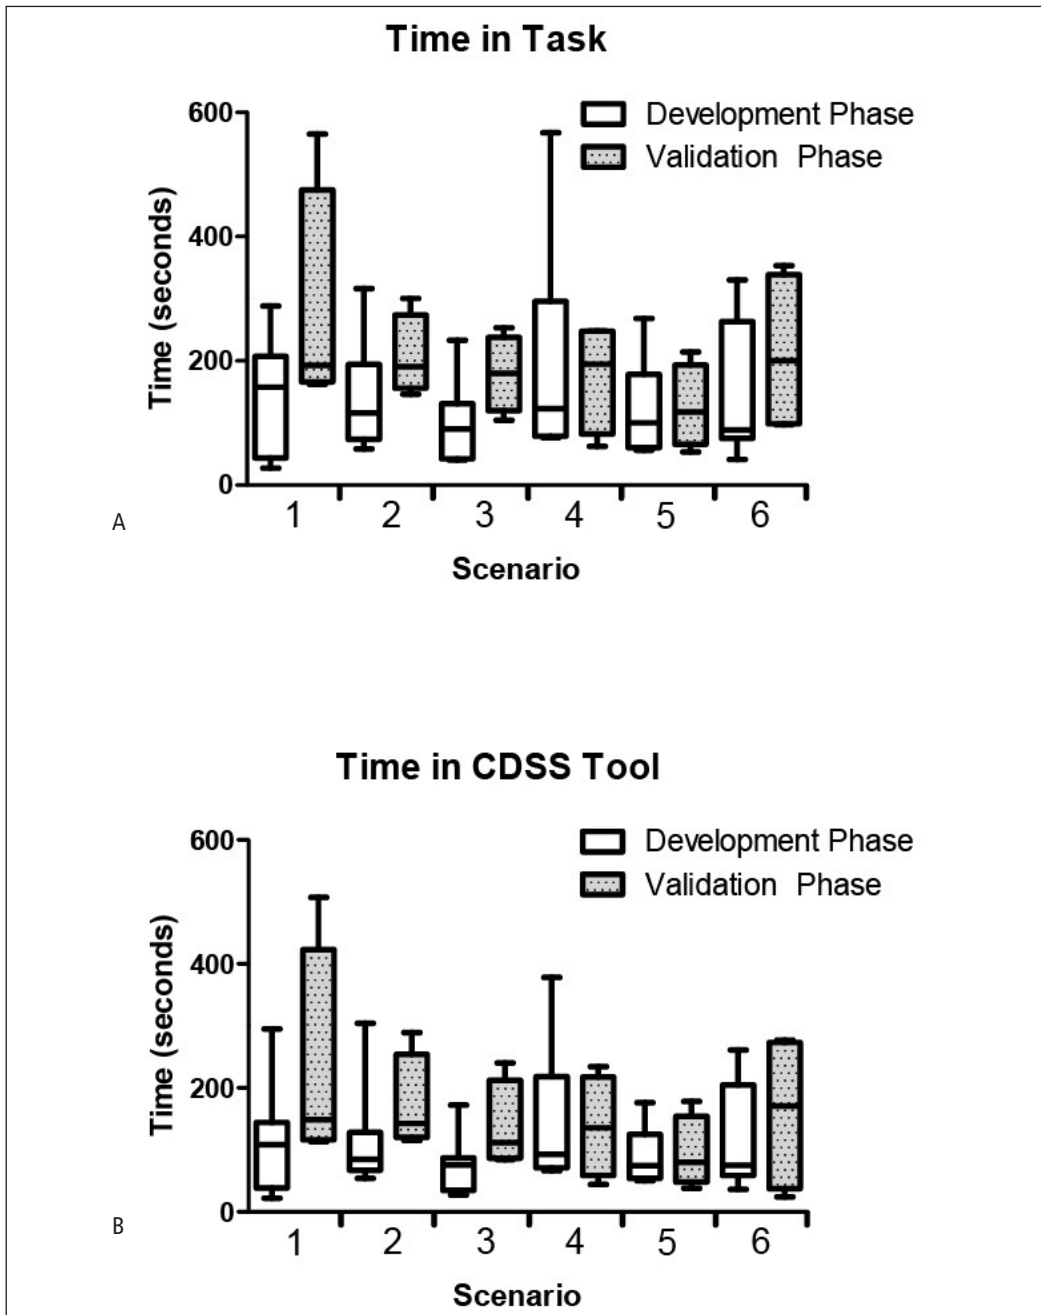 Time in Task
Development Phase
Validation Phase
600
400
200
0
Time (seconds)
1 2 3 4 5 6
A
Scenario
Time in CDSS Tool
Development Phase
Validation Phase
600
400
200
0
Time (seconds)
1 2 3 4 5 6
B
Scenario